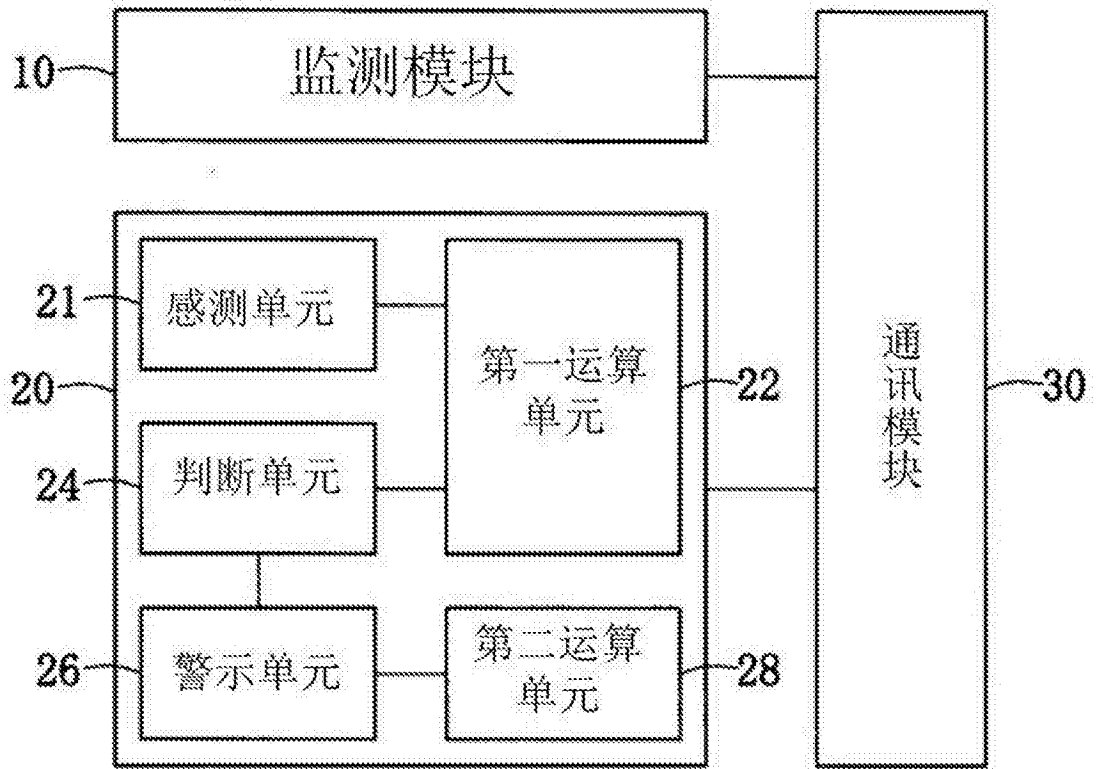 10
监测模块
21
感测单元
20
第一运算
单元
22
通讯模块
30
24
判断单元
26
警示单元
第二运算
单元
28